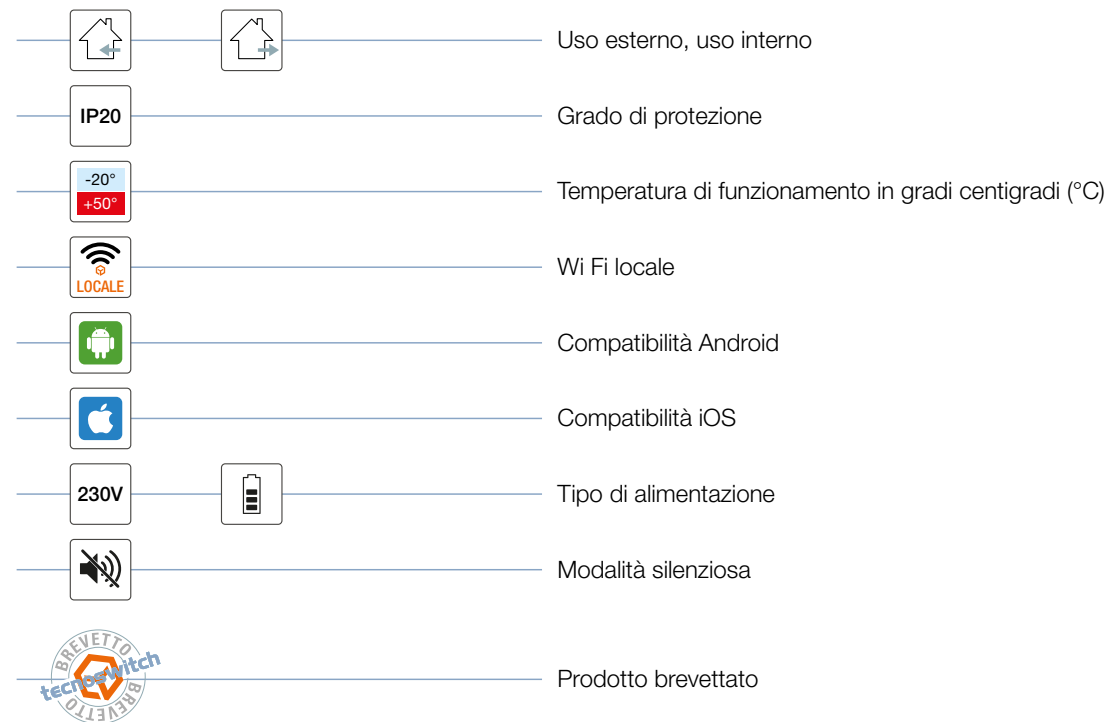 Uso esterno, uso interno
IP20
Grado di protezione
-20°
+50°
Temperatura di funzionamento in gradi centigradi (°C)
LOCALE
Wi Fi locale
Compatibilità Android
Compatibilità iOS
230V
Tipo di alimentazione
Modalità silenziosa
BREVETTO
tecnoswitch
BREVETTO
Prodotto brevettato